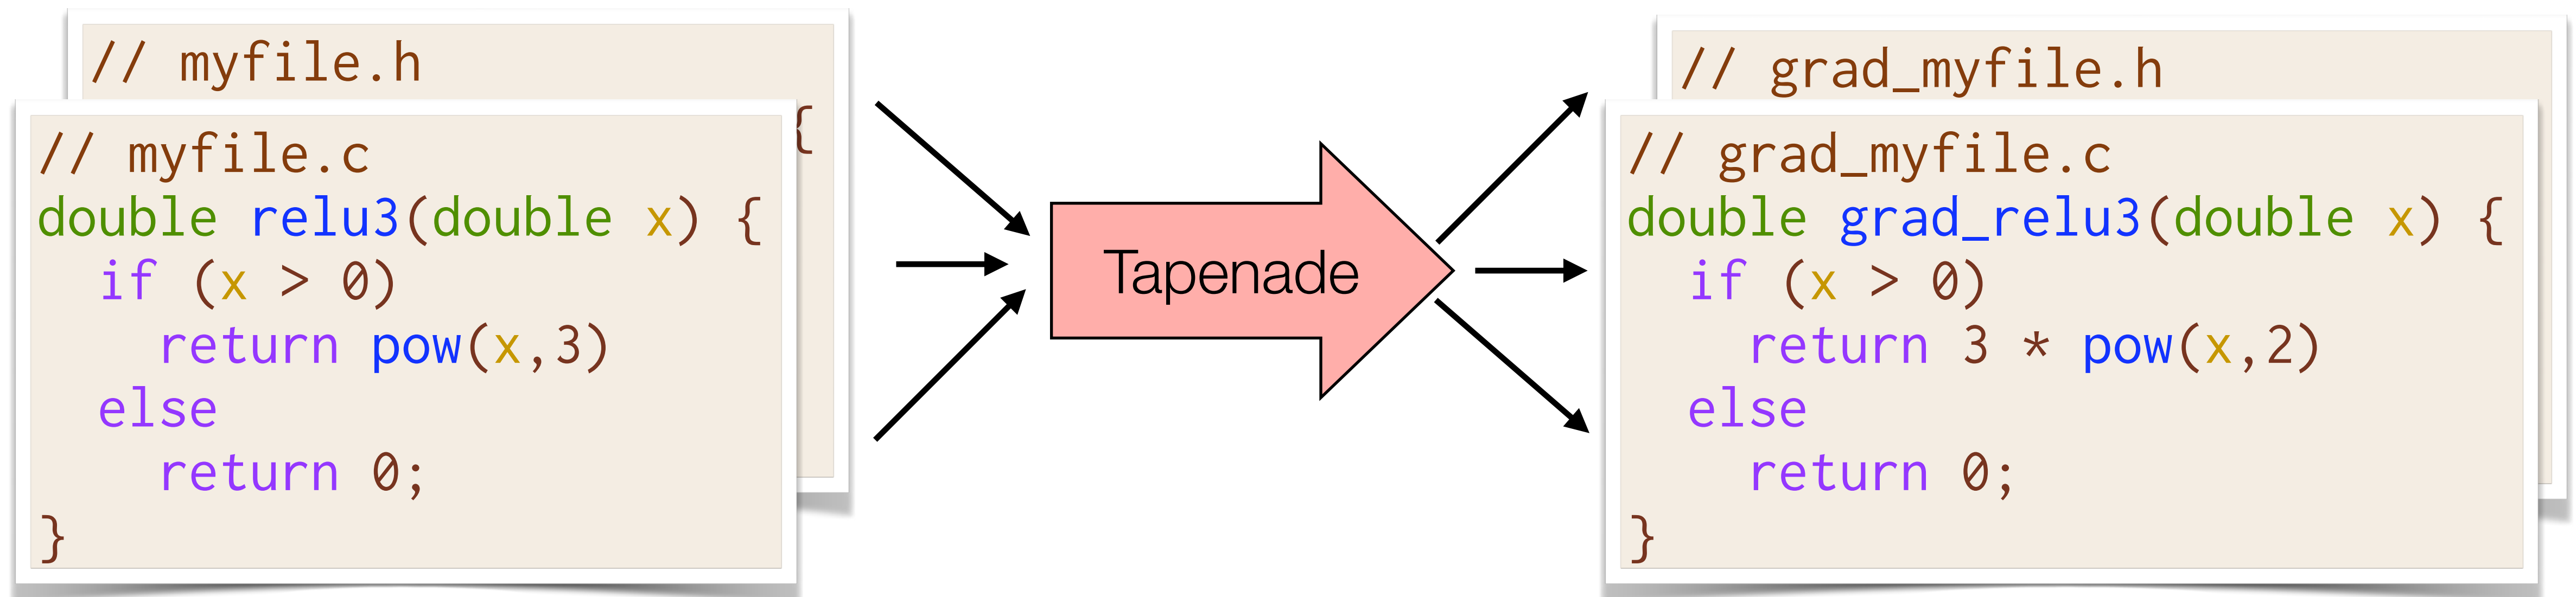 // myfile.h
{
// myfile.c
double relu3(double x) {
  if (x > 0)
    return pow(x,3)
  else
    return 0;
}
Tapenade
// grad_myfile.h
// grad_myfile.c
double grad_relu3(double x) {
  if (x > 0)
    return 3 * pow(x,2)
  else
    return 0;
}